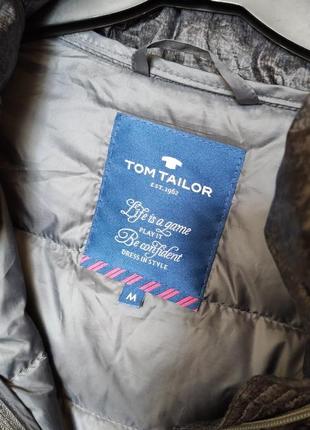 TOM TAILOR
EST. 1962
Life is a game
PLAY IT
Be confident
DRESS IN STYLE
M